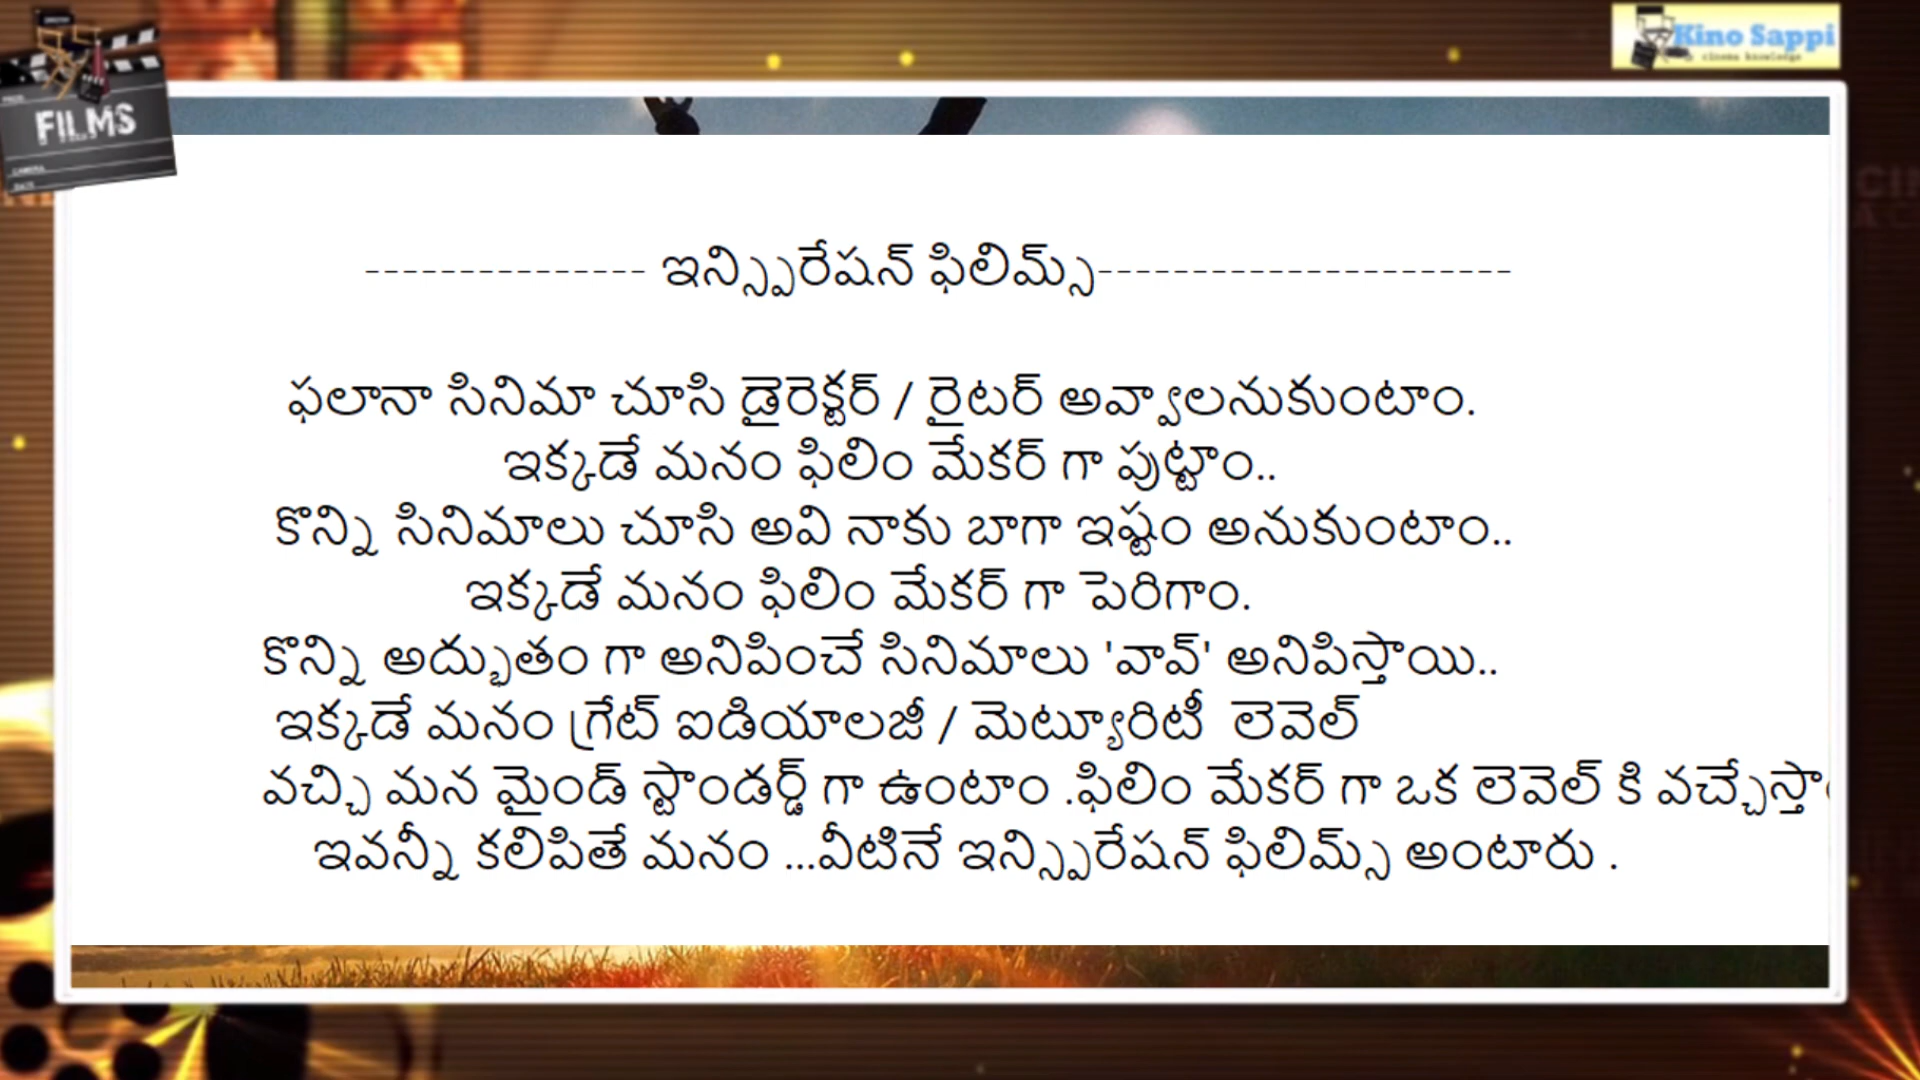 Kino Sappi
cinema knowledge
FILMS
--------------- ఇన్స్పిరేషన్ ఫిలిమ్స్----------------------
ఫలానా సినిమా చూసి డైరెక్టర్ / రైటర్ అవ్వాలనుకుంటాం.
ఇక్కడే మనం ఫిలిం మేకర్ గా పుట్టాం..
కొన్ని సినిమాలు చూసి అవి నాకు బాగా ఇష్టం అనుకుంటాం..
ఇక్కడే మనం ఫిలిం మేకర్ గా పెరిగాం.
కొన్ని అద్భుతం గా అనిపించే సినిమాలు 'వావ్' అనిపిస్తాయి..
ఇక్కడే మనం గ్రేట్ ఐడియాలజీ / మెట్యూరిటీ లెవెల్
వచ్చి మన మైండ్ స్టాండర్డ్ గా ఉంటాం .ఫిలిం మేకర్ గా ఒక లెవెల్ కి
ఇవన్నీ కలిపితే మనం ...వీటినే ఇన్స్పిరేషన్ ఫిలిమ్స్ అంటారు .